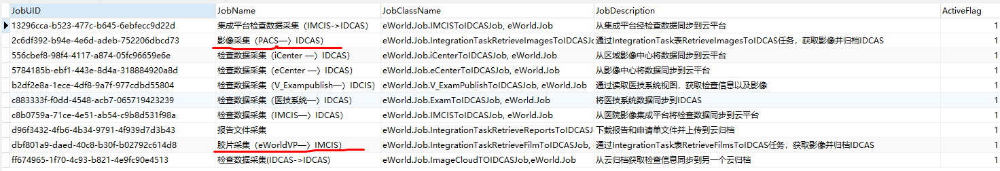 JobUID JobName JobClassName JobDescription ActiveFlag
13296cca-b523-477c-b645-6ebfecc9d22d 集成平台检查数据采集（IMCIS->IDCAS) eWorld.Job.IMCISToIDCASJob, eWorld.Job 从集成平台经检查数据同步到云平台 1
2c6df392-b94e-4e6d-adeb-752206dbcd73 影像采集（PACS—〉IDCAS) eWorld.Job.IntegrationTaskRetrieveImagesToIDCASJo 通过IntegrationTask表RetrieveImagesToIDCAS任务，获取影像并归档IDCAS 1
556cbef8-98f4-4117-a874-05fc96659e6e 检查数据采集（iCenter —〉IDCAS) eWorld.Job.iCenterToIDCASJob, eWorld.Job 从区域影像中心将数据同步到云平台 1
5784185b-ebf1-443e-8d4a-318884920a8d 检查数据采集（eCenter —〉IDCAS) eWorld.Job.eCenterToIDCASJob, eWorld.Job 从影像中心将数据同步到云平台 1
b2df2e8a-1ece-4df8-9a7f-977cdbd55804 检查数据采集（V_Exampublish—〉IDCIS) eWorld.Job.V_ExamPublishToIDCASJob, eWorld.Job 通过读取医技系统视图，获取检查信息以及影像 1
c883333f-f0dd-4548-acb7-065719423239 检查数据采集（医技系统—〉IDCAS) eWorld.Job.ExamToIDCASJob, eWorld.Job 将医技系统数据同步到IDCAS 1
c8b0759a-71ce-4e51-ab54-c9b8d531f98a 检查数据采集（IMCIS—〉IDCAS) eWorld.Job.IMCISToIDCASJob, eWorld.Job 从医院影像集成平台将检查数据同步到云平台 1
d96f3432-4fb6-4b34-9791-4f939d7d3b43 报告文件采集 eWorld.Job.IntegrationTaskRetrieveReportsToIDCASJ 下载报告和申请单文件并上传到云归档 1
dbf801a9-daed-40c8-b30f-b02792c614d8 胶片采集（eWorldVP—〉IMCIS) eWorld.Job.IntegrationTaskRetrieveFilmToIDCASJob, 通过IntegrationTask表RetrieveFilmsToIDCAS任务，获取影像并归档IDCAS 1
ff674965-1f70-4c93-b821-4e9fc90e4513 检查数据采集(IDCAS->IDCAS) eWorld.Job.ImageCloudTOIDCASJob,eWorld.Job 从云归档获取检查信息同步到另一个云归档 1